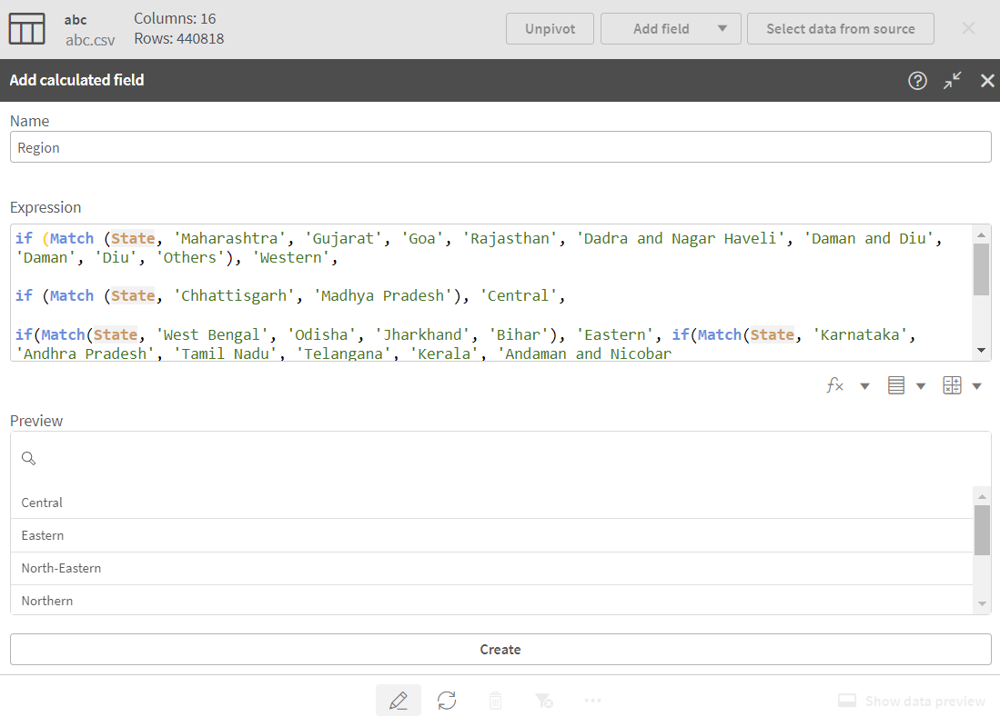 abc
abc.csv
Columns: 16
Rows: 440818
Unpivot
Add field
Select data from source
Add calculated field
Name
Region
Expression
if (Match (State, 'Maharashtra', 'Gujarat', 'Goa', 'Rajasthan', 'Dadra and Nagar Haveli', 'Daman and Diu',
'Daman', 'Diu', 'Others'), 'Western',
if (Match (State, 'Chhattisgarh', 'Madhya Pradesh'), 'Central',
if(Match(State, 'West Bengal', 'Odisha', 'Jharkhand', 'Bihar'), 'Eastern', if(Match(State, 'Karnataka',
'Andhra Pradesh', 'Tamil Nadu', 'Telangana', 'Kerala', 'Andaman and Nicobar
fx
Preview
Central
Eastern
North-Eastern
Northern
Create
Show data preview